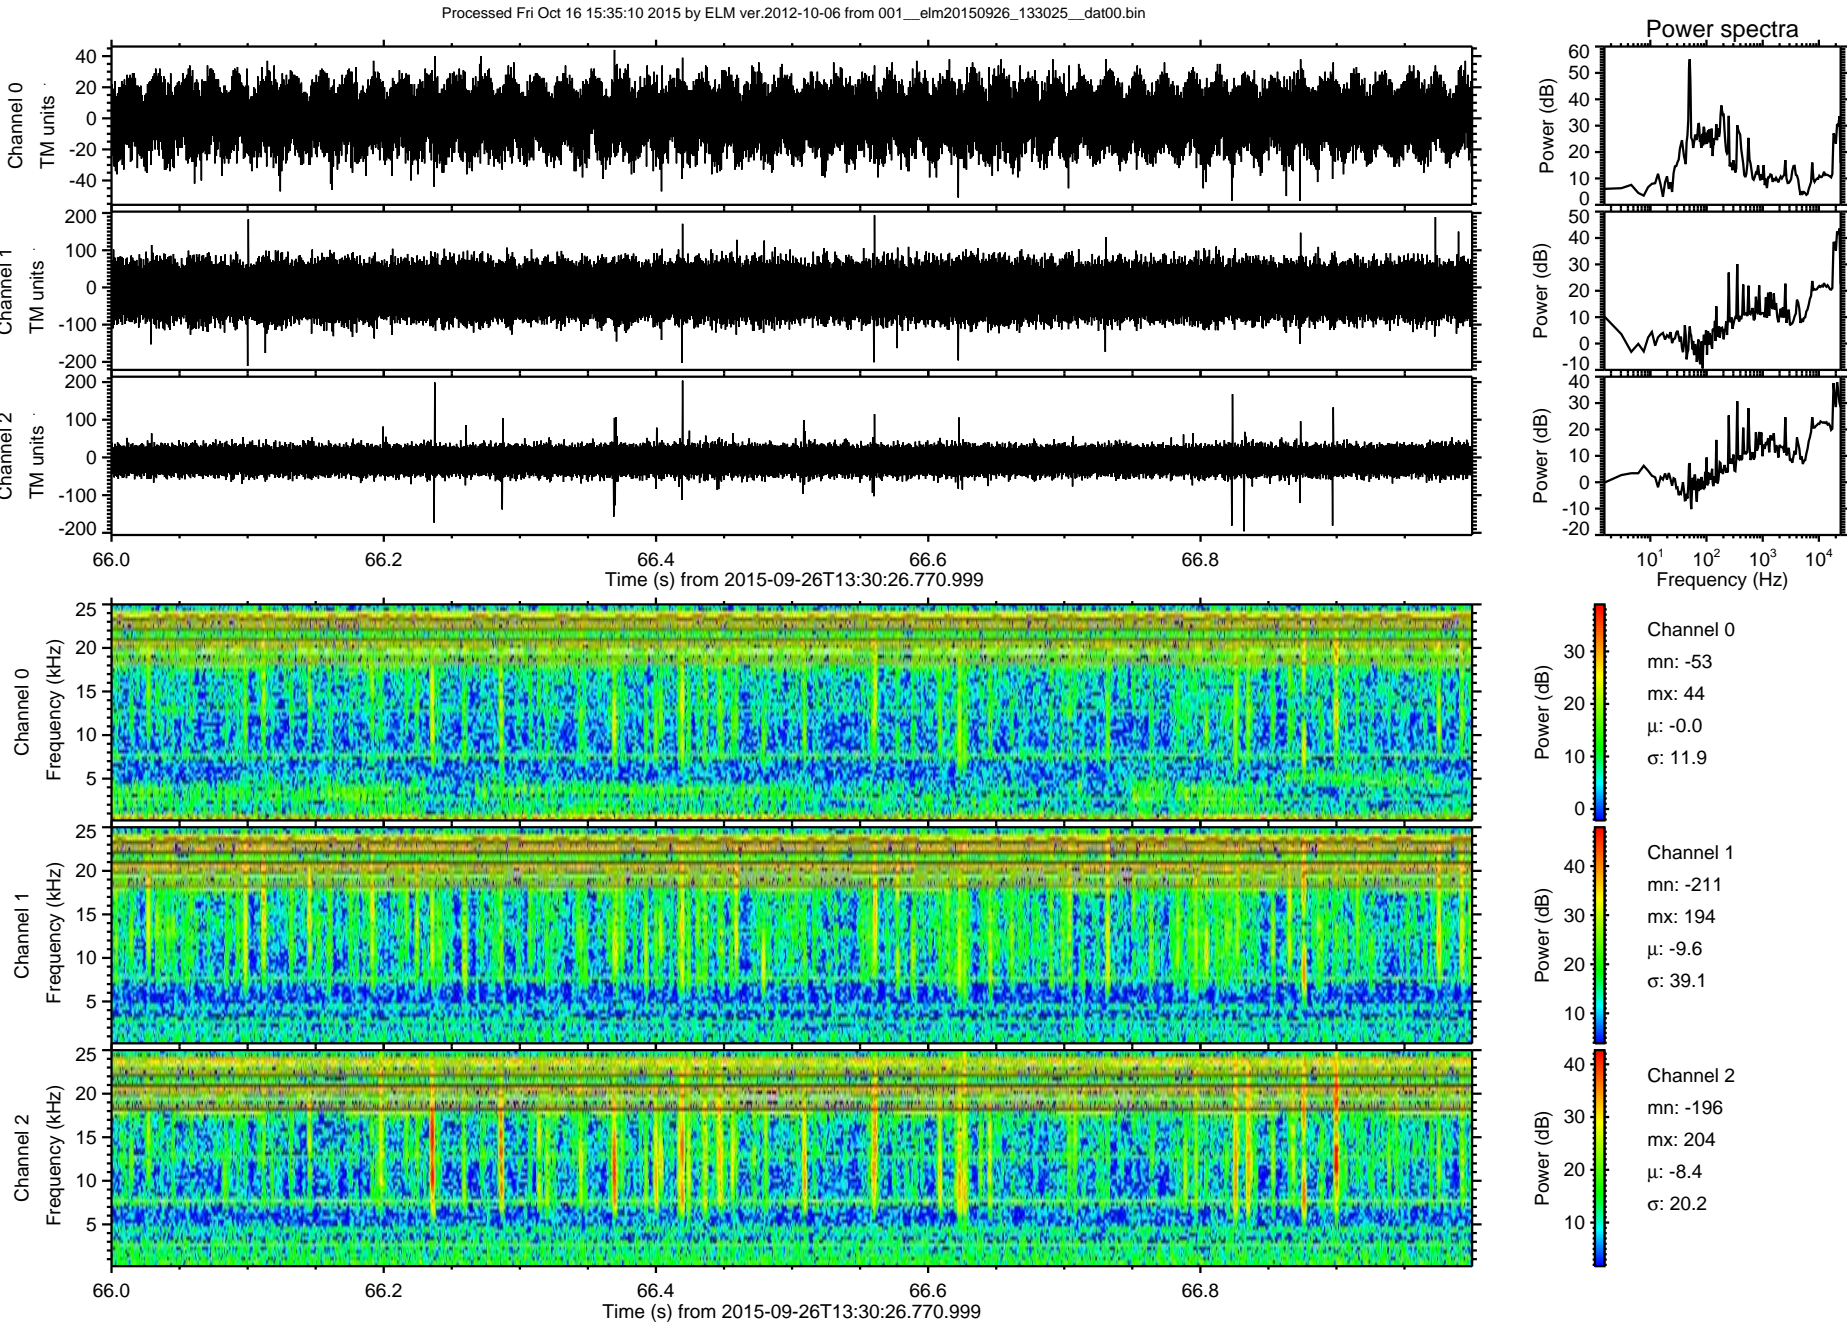 Processed Fri Oct 16 15:35:10 2015 by ELM ver.2012-10-06 from 001__elm20150926_133025__dat00.bin
Power spectra
Channel 0
TM units
40
20
0
-20
-40
Power (dB)
60
50
40
30
20
10
0
Channel 1
TM units
200
100
0
-100
-200
Power (dB)
50
40
30
20
10
0
-10
Channel 2
TM units
200
100
0
-100
-200
Power (dB)
40
30
20
10
0
-10
-20
66.0 66.2 66.4 66.6 66.8
Time (s) from 2015-09-26T13:30:26.770.999
10¹ 10² 10³ 10⁴
Frequency (Hz)
Channel 0
Frequency (kHz)
25
20
15
10
5
Power (dB)
30
20
10
0
Channel 0
mn: -53
mx: 44
μ: -0.0
σ: 11.9
Channel 1
Frequency (kHz)
25
20
15
10
5
Power (dB)
40
30
20
10
Channel 1
mn: -211
mx: 194
μ: -9.6
σ: 39.1
Channel 2
Frequency (kHz)
25
20
15
10
5
Power (dB)
40
30
20
10
Channel 2
mn: -196
mx: 204
μ: -8.4
σ: 20.2
66.0 66.2 66.4 66.6 66.8
Time (s) from 2015-09-26T13:30:26.770.999